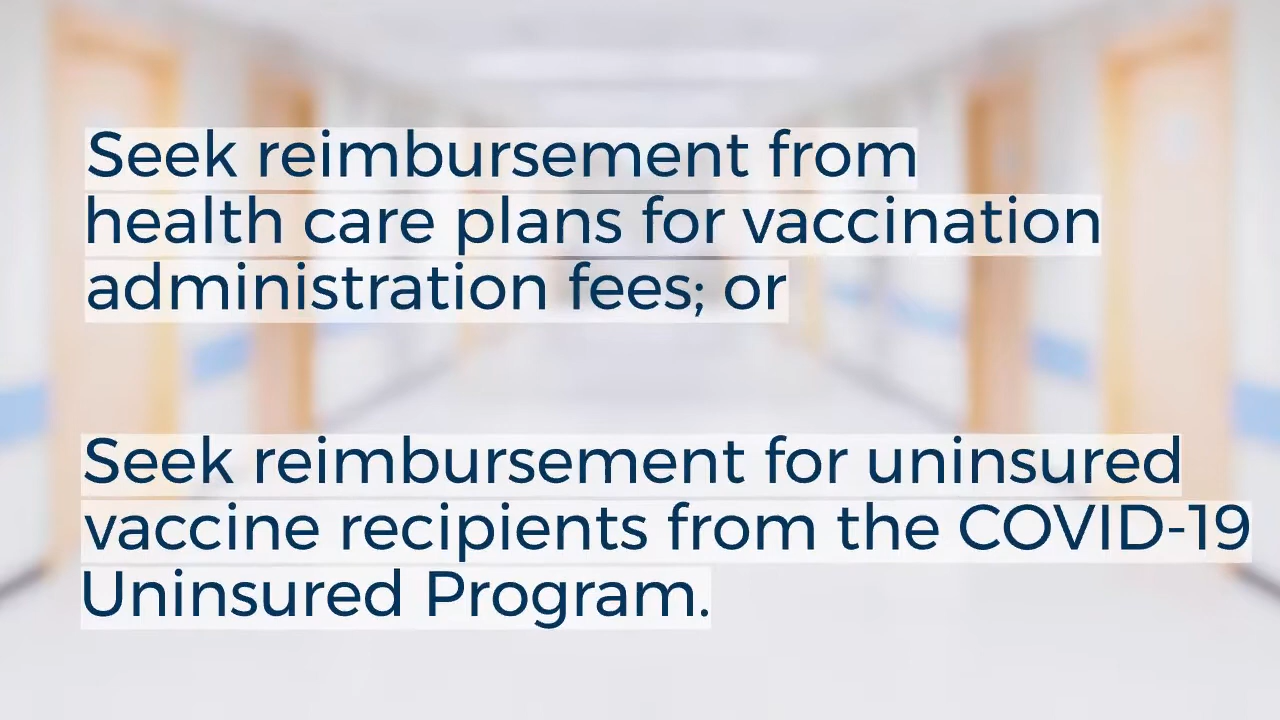 Seek reimbursement from
health care plans for vaccination
administration fees; or
Seek reimbursement for uninsured
vaccine recipients from the COVID-19
Uninsured Program.